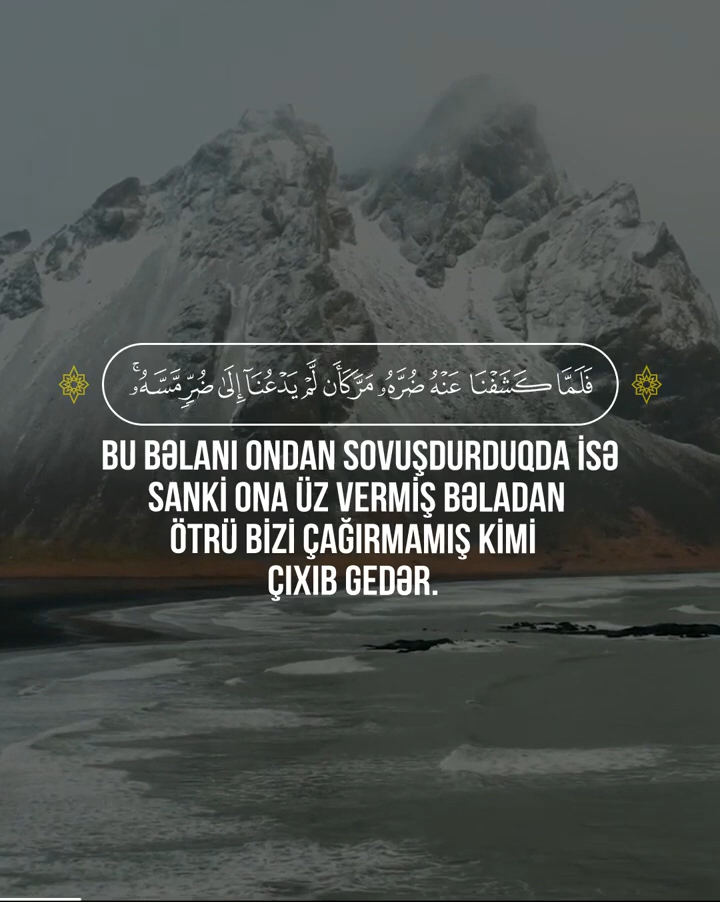 فَلَمَّا كَشَفْنَا عَنْهُ ضُرَّهُۥ مَرَّ كَأَن لَّمْ يَدْعُنَآ إِلَىٰ ضُرٍّ مَّسَّهُۥۚ
BU BƏLANI ONDAN SOVUŞDURDUQDA İSƏ
SANKİ ONA ÜZ VERMİŞ BƏLADAN
ÖTRÜ BİZİ ÇAĞIRMAMIŞ KİMİ
ÇIXIB GEDƏR.